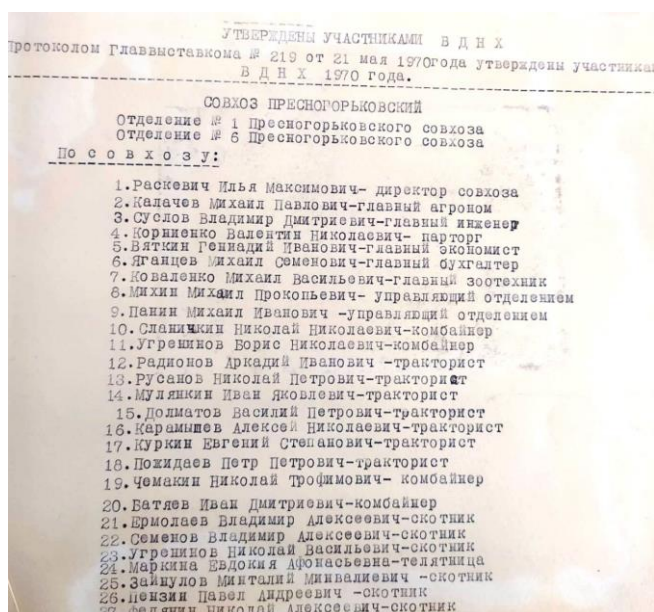 УТВЕРЖДЕНЫ УЧАСТНИКАМИ В Д Н Х
Протоколом Главвыставкома № 219 от 21 мая 1970года утверждены участника
В Д Н Х 1970 года.
СОВХОЗ ПРЕСНОГОРЬКОВСКИЙ
Отделение № 1 Пресногорьковского совхоза
Отделение № 6 Пресногорьковского совхоза
По с о в х о з у:
1.Раскевич Илья Максимович- директор совхоза
2.Калачев Михаил Павлович-главный агроном
3.Суслов Владимир Дмитриевич-главный инженер
4.Корниенко Валентин Николаевич- парторг
5.Вяткин Геннадий Иванович-главный экономист
6.Яганцев Михаил Семенович-главный бухгалтер
7.Коваленко Михаил Васильевич-главный зоотехник
8.Михин Михаил Прокопьевич- управляющий отделением
9.Панин Михаил Иванович -управляющий отделением
10.Сланичкин Николай Николаевич-комбайнер
11.Угренинов Борис Николаевич-комбайнер
12.Радионов Аркадий Иванович -тракторист
13.Русанов Николай Петрович-тракторист
14.Мулянкин Иван Яковлевич-тракторист
15.Долматов Василий Петрович-тракторист
16.Карамышев Алексей Николаевич-тракторист
17.Куркин Евгений Степанович-тракторист
18.Пожидаев Петр Петрович-тракторист
19.Чемакин Николай Трофимович- комбайнер
20.Батяев Иван Дмитриевич-комбайнер
21.Ермолаев Владимир Алексеевич-скотник
22.Семенов Владимир Алексеевич-скотник
23.Угренинов Николай Васильович-скотник
24.Маркина Евдокия Афонасьевна-телятница
25.Зайнулов Минталий Минвалиевич -скотник
26.Пензин Павел Андреевич -скотник
27.Федянин Николай Алексеевич-скотник